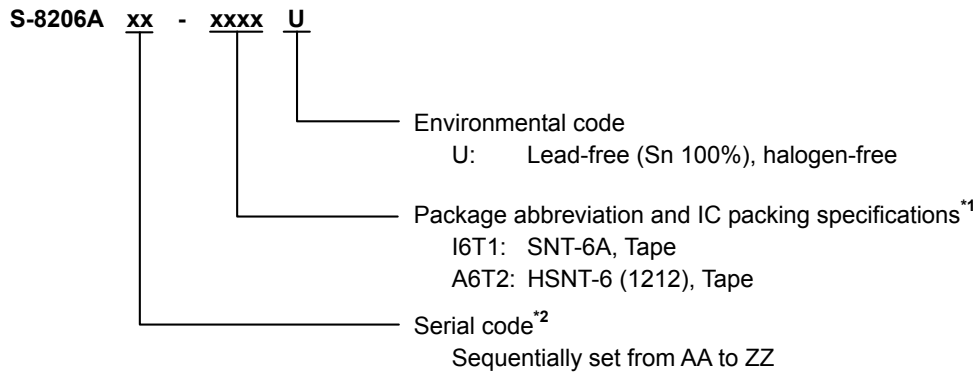 S-8206A xx - xxxx U
Environmental code
U: Lead-free (Sn 100%), halogen-free
Package abbreviation and IC packing specifications*1
I6T1: SNT-6A, Tape
A6T2: HSNT-6 (1212), Tape
Serial code*2
Sequentially set from AA to ZZ